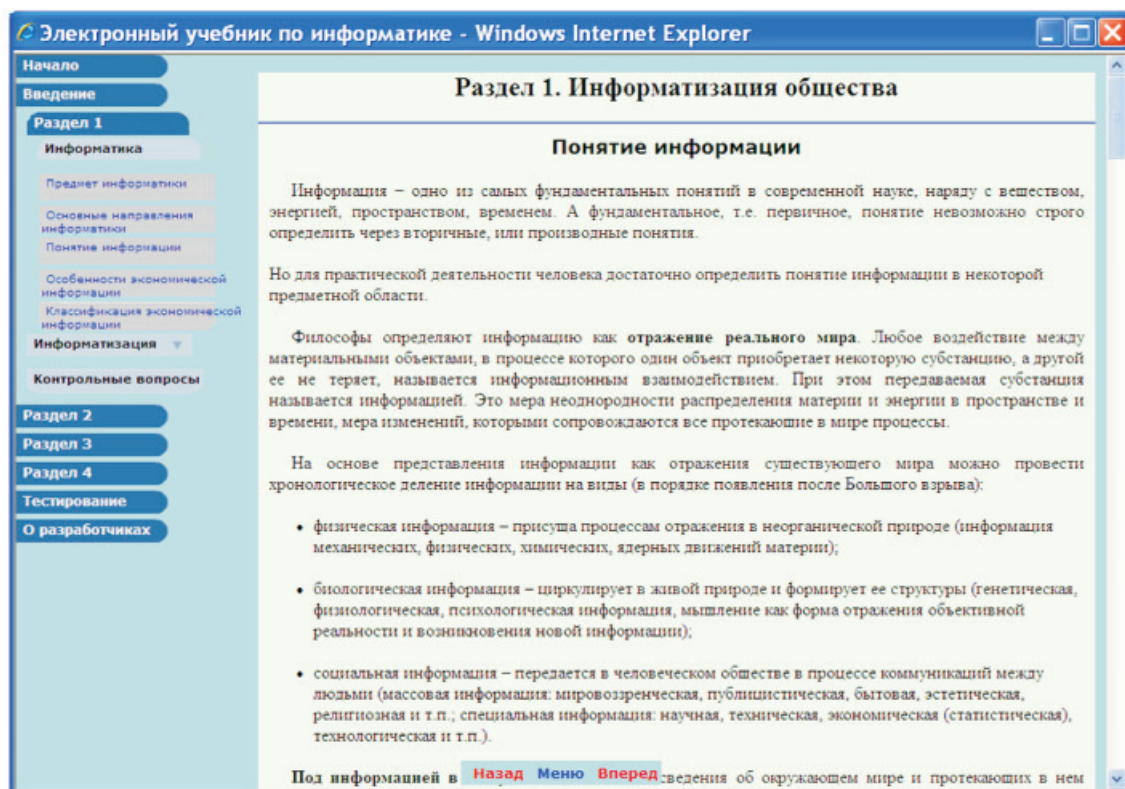 Электронный учебник по информатике - Windows Internet Explorer
Начало
Введение
Раздел 1
Информатика
Предмет информатики
Основные направления
информатики
Понятие информации
Особенности экономической
информации
Классификация экономической
информации
Информатизация
Контрольные вопросы
Раздел 2
Раздел 3
Раздел 4
Тестирование
О разработчиках
Раздел 1. Информатизация общества
Понятие информации
Информация – одно из самых фундаментальных понятий в современной науке, наряду с веществом,
энергией, пространством, временем. А фундаментальное, т.е. первичное, понятие невозможно строго
определить через вторичные, или производные понятия.
Но для практической деятельности человека достаточно определить понятие информации в некоторой
предметной области.
Философы определяют информацию как отражение реального мира. Любое воздействие между
материальными объектами, в процессе которого один объект приобретает некоторую субстанцию, а другой
ее не теряет, называется информационным взаимодействием. При этом передаваемая субстанция
называется информацией. Это мера неоднородности распределения материи и энергии в пространстве и
времени, мера изменений, которыми сопровождаются все протекающие в мире процессы.
На основе представления информации как отражения существующего мира можно провести
хронологическое деление информации на виды (в порядке появления после Большого взрыва):
• физическая информация – присуща процессам отражения в неорганической природе (информация
механических, физических, химических, ядерных движений материи);
• биологическая информация – циркулирует в живой природе и формирует ее структуры (генетическая,
физиологическая, психологическая информация, мышление как форма отражения объективной
реальности и возникновения новой информации);
• социальная информация – передается в человеческом обществе в процессе коммуникаций между
людьми (массовая информация: мировоззренческая, публицистическая, бытовая, эстетическая,
религиозная и т.п.; специальная информация: научная, техническая, экономическая (статистическая),
технологическая и т.п.).
Под информацией в сведения об окружающем мире и протекающих в нем
Назад Меню Вперед